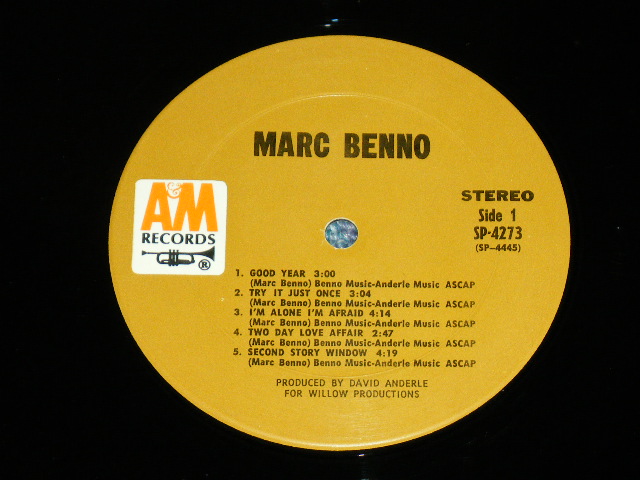 MARC BENNO
A&M
RECORDS
®
STEREO
Side 1
SP-4273
(SP-4445)
1. GOOD YEAR 3:00
(Marc Benno) Benno Music-Anderle Music ASCAP
2. TRY IT JUST ONCE 3:04
(Marc Benno) Benno Music-Anderle Music ASCAP
3. I'M ALONE I'M AFRAID 4:14
(Marc Benno) Benno Music-Anderle Music ASCAP
4. TWO DAY LOVE AFFAIR 2:47
(Marc Benno) Benno Music-Anderle Music ASCAP
5. SECOND STORY WINDOW 4:19
(Marc Benno) Benno Music-Anderle Music ASCAP
PRODUCED BY DAVID ANDERLE
FOR WILLOW PRODUCTIONS